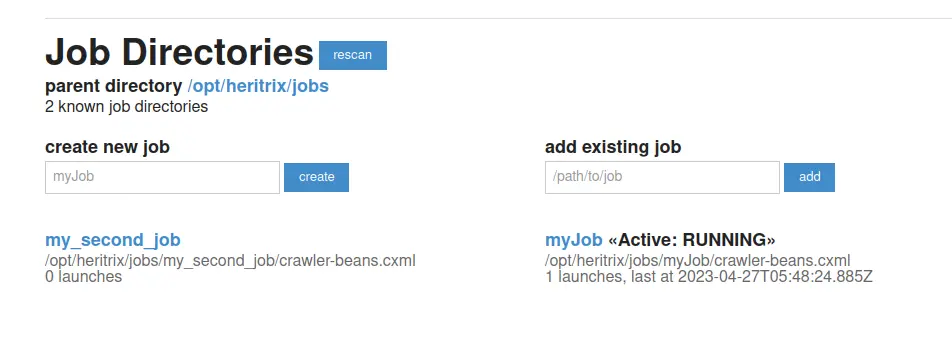 Job Directories rescan
parent directory /opt/heritrix/jobs
2 known job directories
create new job
myJob create
add existing job
/path/to/job add
my_second_job
/opt/heritrix/jobs/my_second_job/crawler-beans.cxml
0 launches
myJob «Active: RUNNING»
/opt/heritrix/jobs/myJob/crawler-beans.cxml
1 launches, last at 2023-04-27T05:48:24.885Z